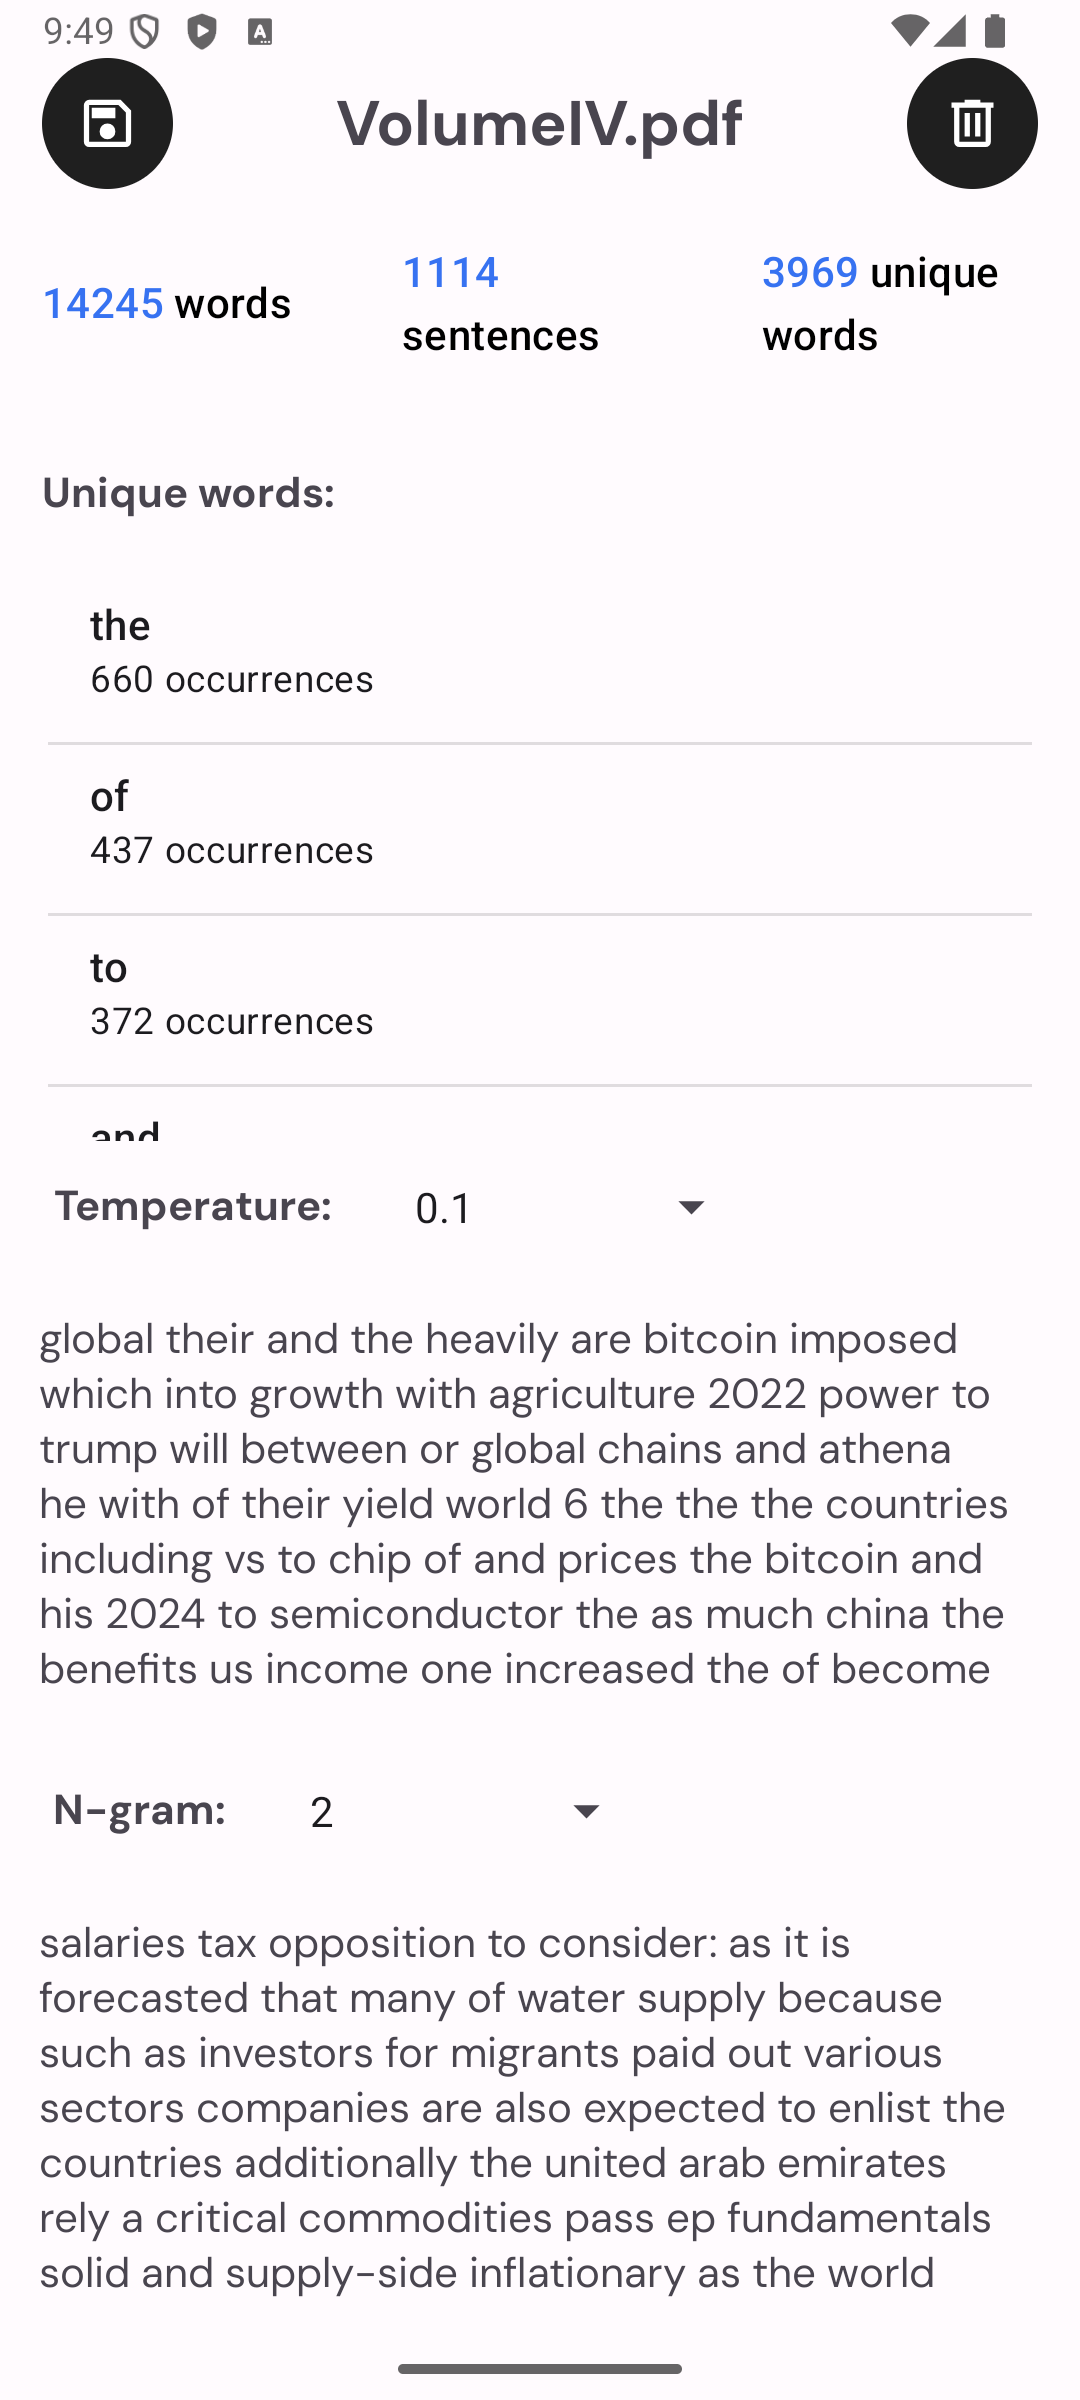 9:49
VolumeIV.pdf
14245 words
1114
sentences
3969 unique
words
Unique words:
the
660 occurrences
of
437 occurrences
to
372 occurrences
and
Temperature: 0.1
global their and the heavily are bitcoin imposed
which into growth with agriculture 2022 power to
trump will between or global chains and athena
he with of their yield world 6 the the the countries
including vs to chip of and prices the bitcoin and
his 2024 to semiconductor the as much china the
benefits us income one increased the of become
N-gram: 2
salaries tax opposition to consider: as it is
forecasted that many of water supply because
such as investors for migrants paid out various
sectors companies are also expected to enlist the
countries additionally the united arab emirates
rely a critical commodities pass ep fundamentals
solid and supply-side inflationary as the world